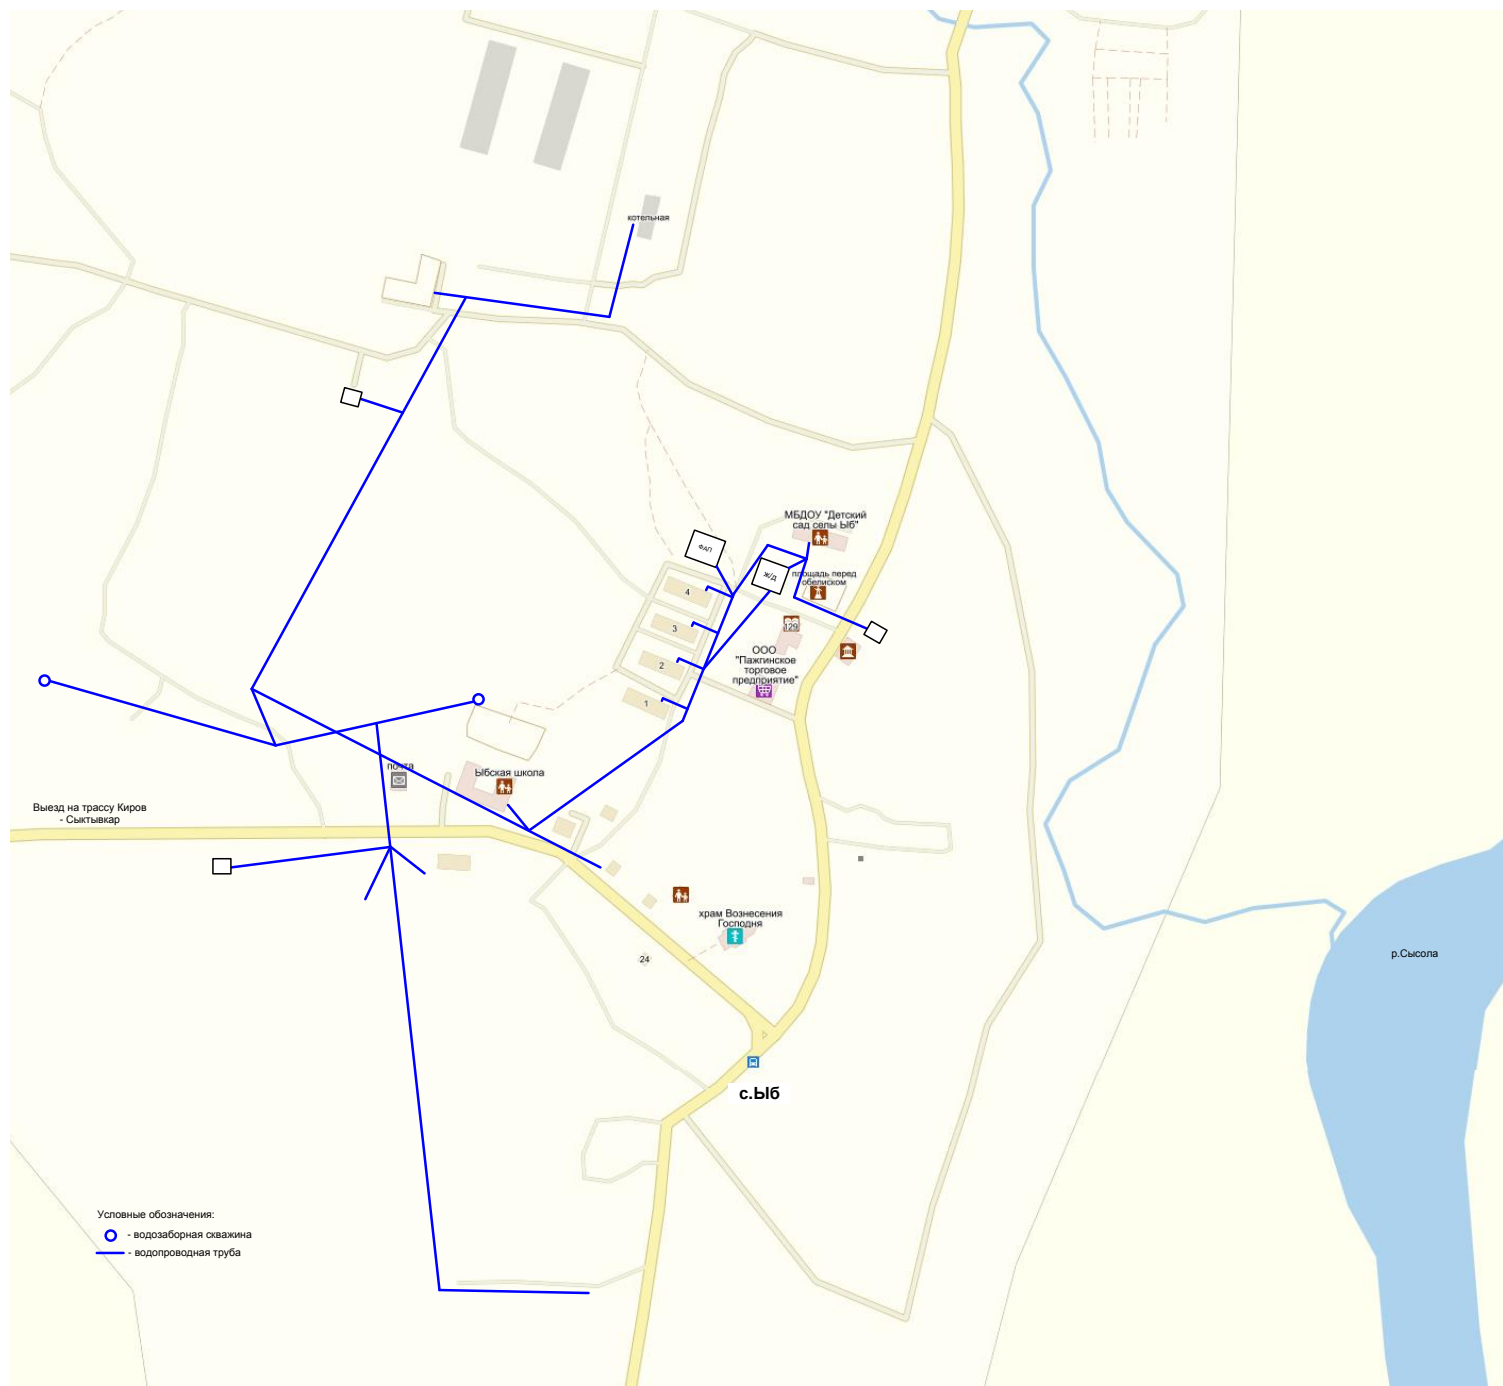 котельная
МБДОУ "Детский
сад селы Ыб"
ФАП
ж/д
площадь перед
обелиском
4
3
129
2
ООО
"Пажгинское
торговое
предприятие"
1
почта
Ыбская школа
Выезд на трассу Киров
- Сыктывкар
храм Вознесения
Господня
24
р.Сысола
с.Ыб
Условные обозначения:
- водозаборная скважина
- водопроводная труба